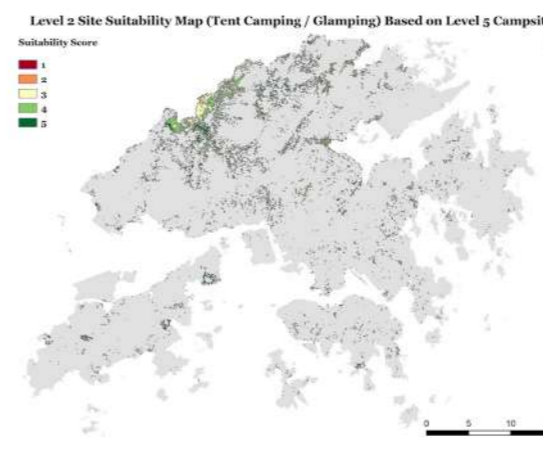 Level 2 Site Suitability Map (Tent Camping / Glamping) Based on Level 5 Campsit
Suitability Score
1
2
3
4
5
0 5 10